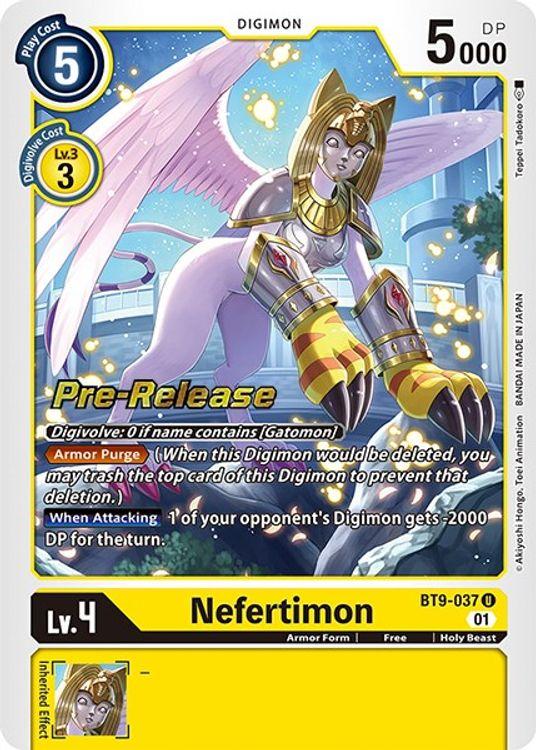 Play Cost
5
DIGIMON
DP
5000
Digivolve Cost
Lv.3
3
Teppei Tadokoro
Pre-Release
Digivolve: 0 if name contains [Gatomon]
Armor Purge (When this Digimon would be deleted, you
may trash the top card of this Digimon to prevent that
deletion.)
When Attacking 1 of your opponent's Digimon gets -2000
DP for the turn.
©Akiyoshi Hongo, Toei Animation BANDAI MADE IN JAPAN
Lv.4
Nefertimon
BT9-037 U
01
Armor Form | Free | Holy Beast
Inherited Effect
–